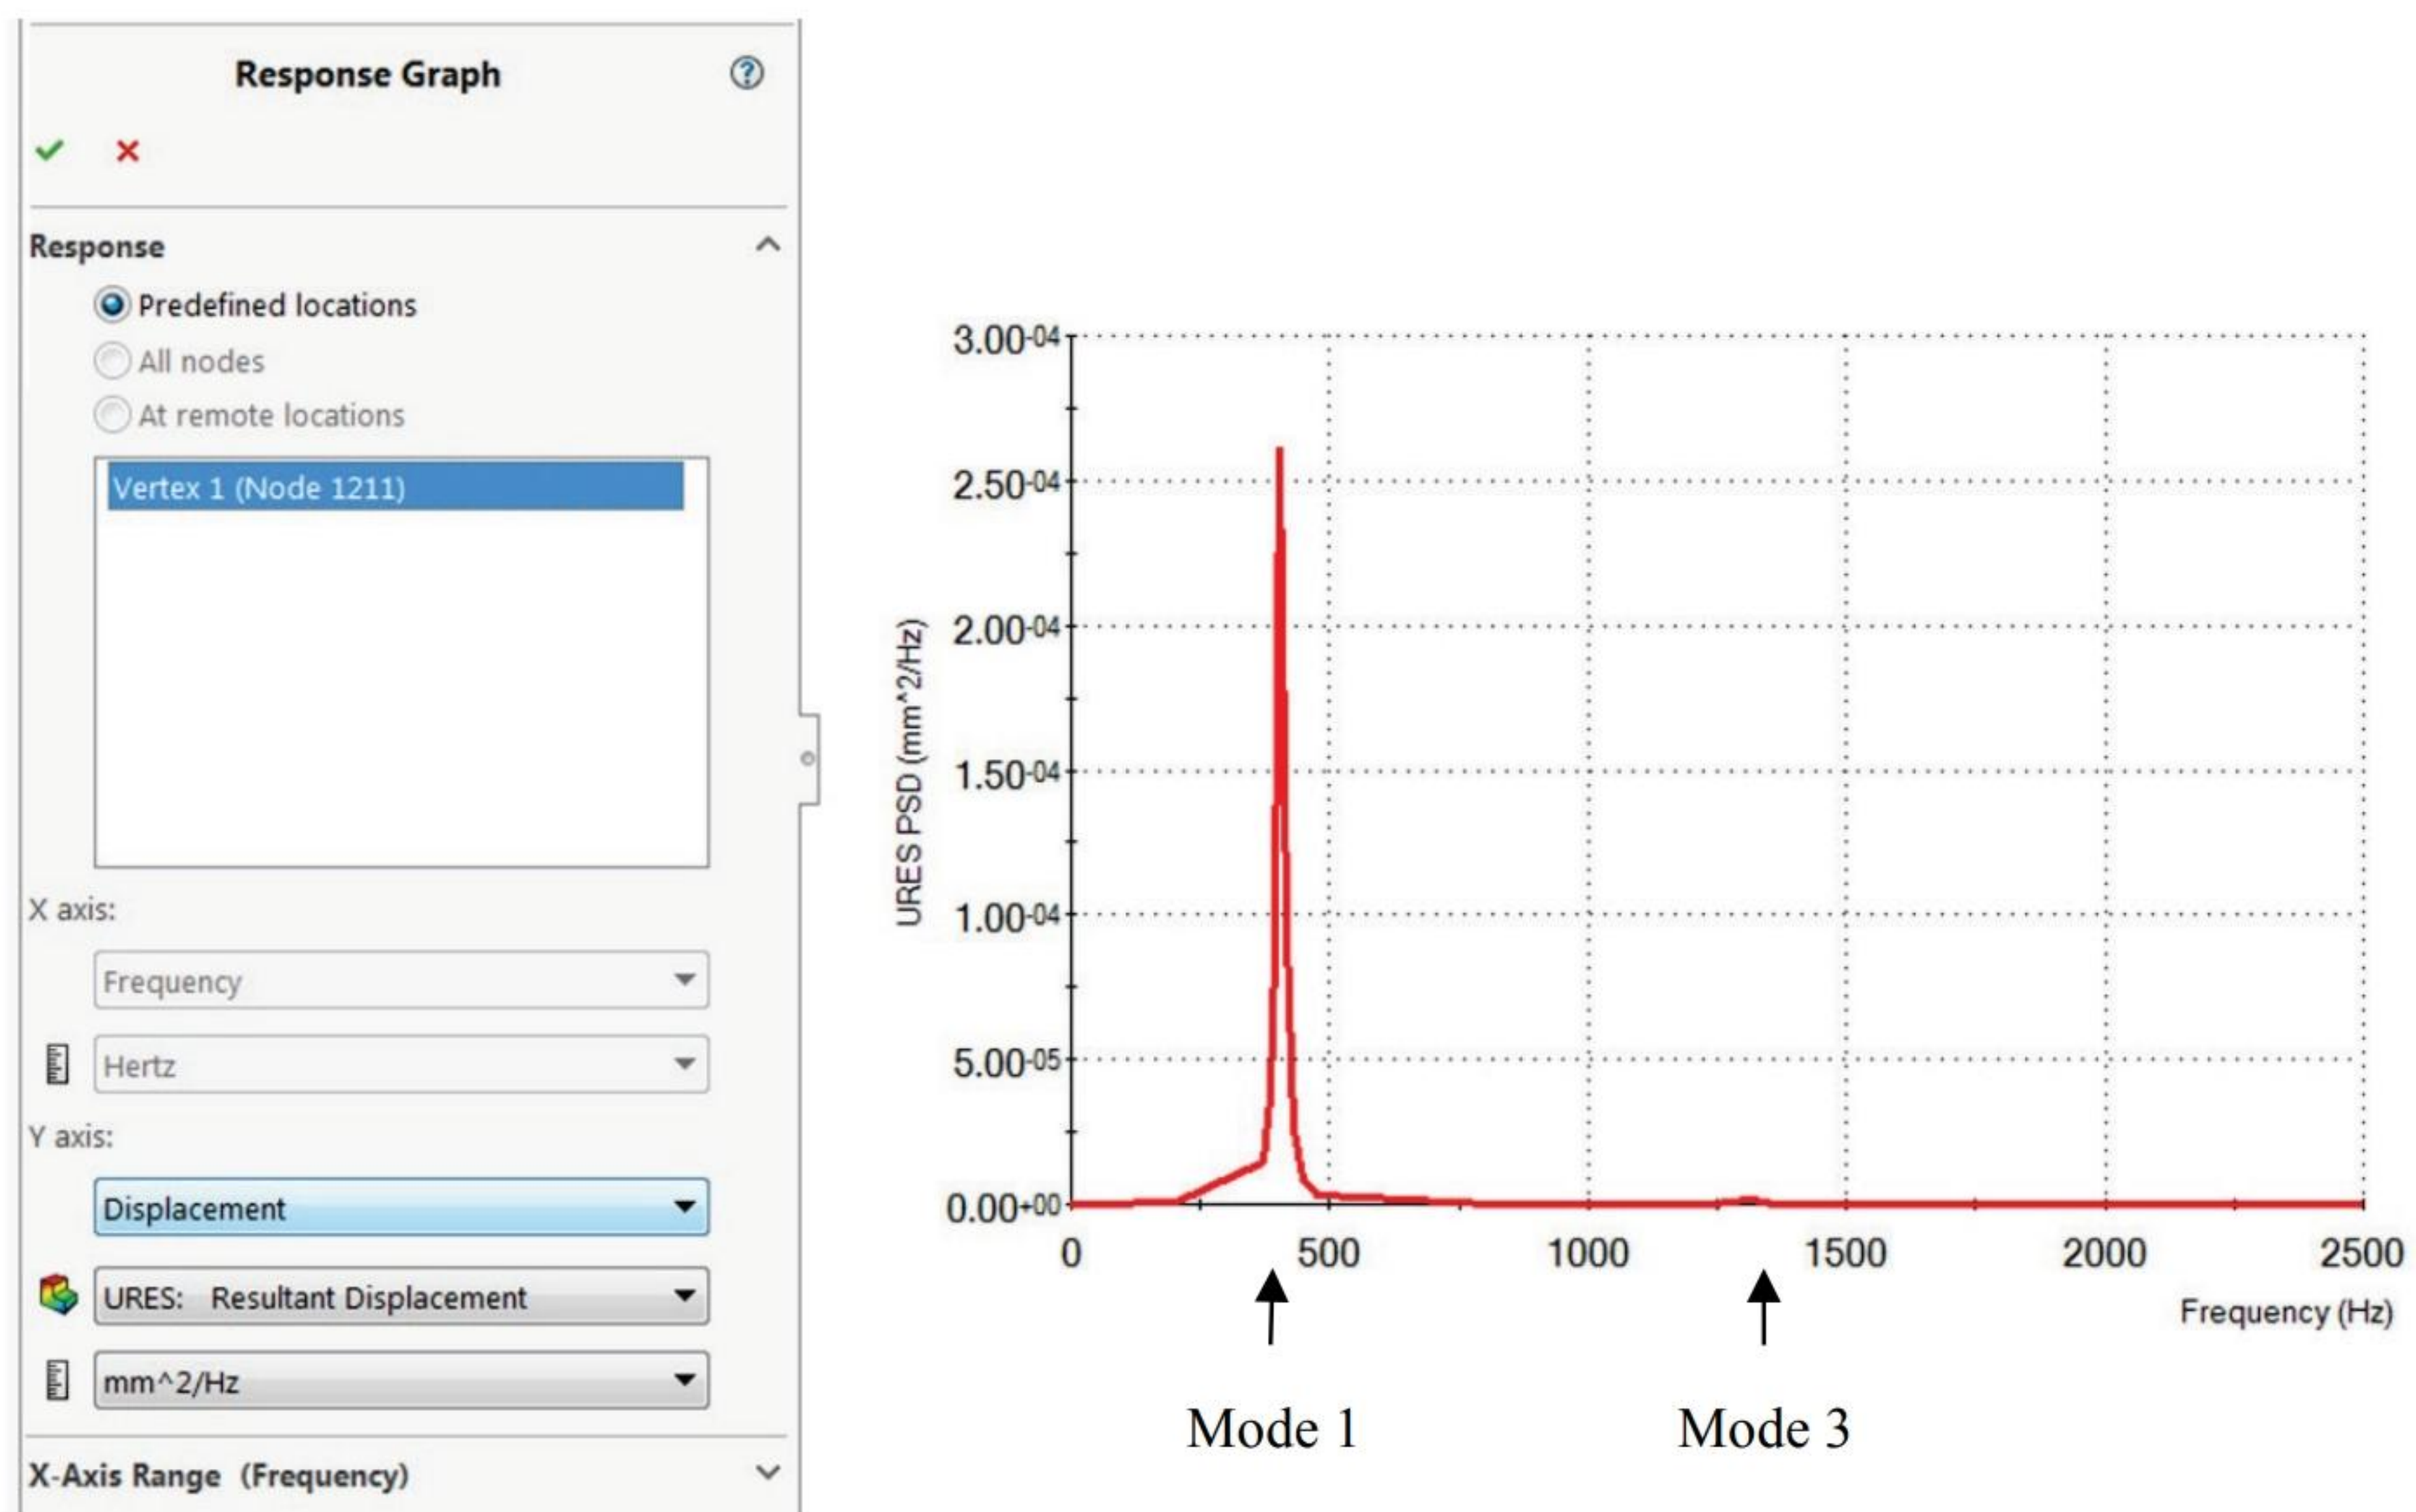 Response Graph
Response
Predefined locations
All nodes
At remote locations
Vertex 1 (Node 1211)
X axis:
Frequency
Hertz
Y axis:
Displacement
URES: Resultant Displacement
mm^2/Hz
X-Axis Range (Frequency)
URES PSD (mm^2/Hz)
3.00-04
2.50-04
2.00-04
1.50-04
1.00-04
5.00-05
0.00+00
0 500 1000 1500 2000 2500
Frequency (Hz)
Mode 1 Mode 3